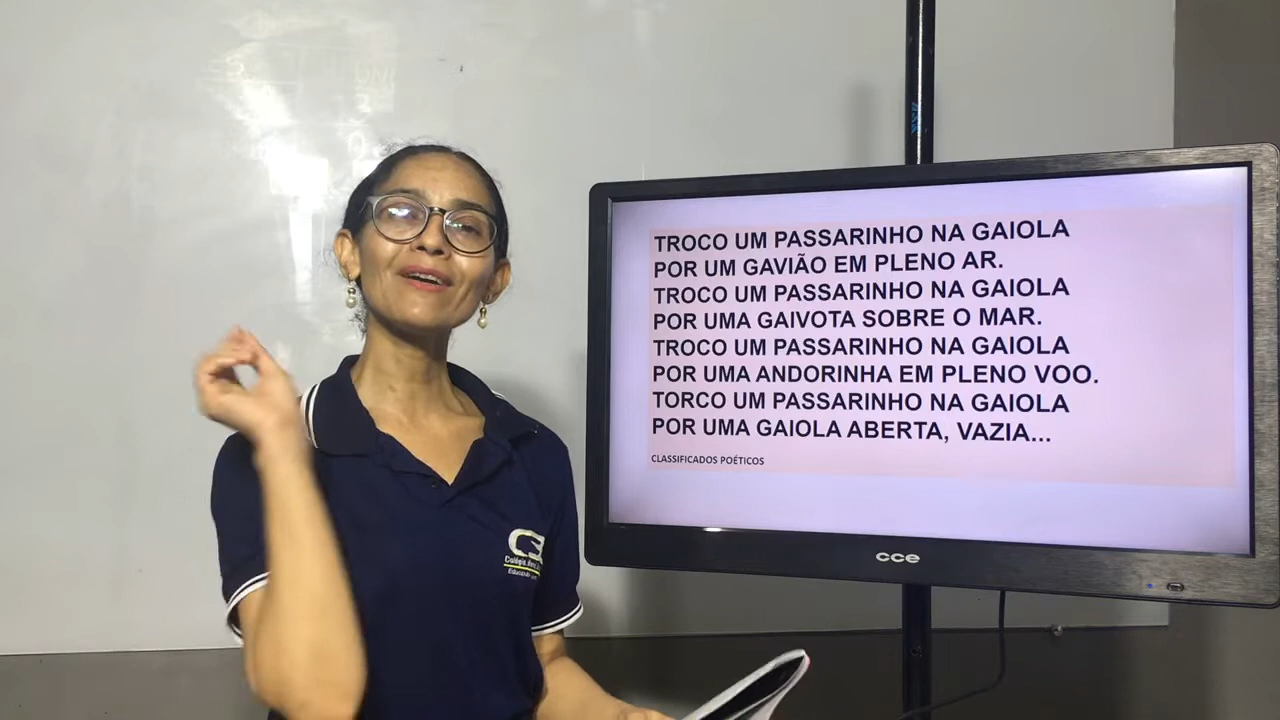 TROCO UM PASSARINHO NA GAIOLA
POR UM GAVIÃO EM PLENO AR.
TROCO UM PASSARINHO NA GAIOLA
POR UMA GAIVOTA SOBRE O MAR.
TROCO UM PASSARINHO NA GAIOLA
POR UMA ANDORINHA EM PLENO VOO.
TORCO UM PASSARINHO NA GAIOLA
POR UMA GAIOLA ABERTA, VAZIA...
CLASSIFICADOS POÉTICOS
cce
Colégio